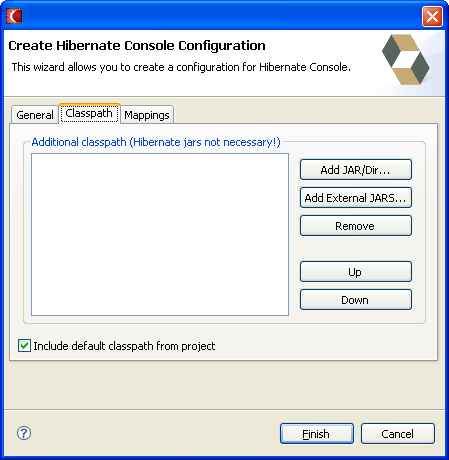 Create Hibernate Console Configuration
This wizard allows you to create a configuration for Hibernate Console.
General Classpath Mappings
Additional classpath (Hibernate jars not necessary!)
Add JAR/Dir...
Add External JARS...
Remove
Up
Down
Include default classpath from project
? Finish Cancel